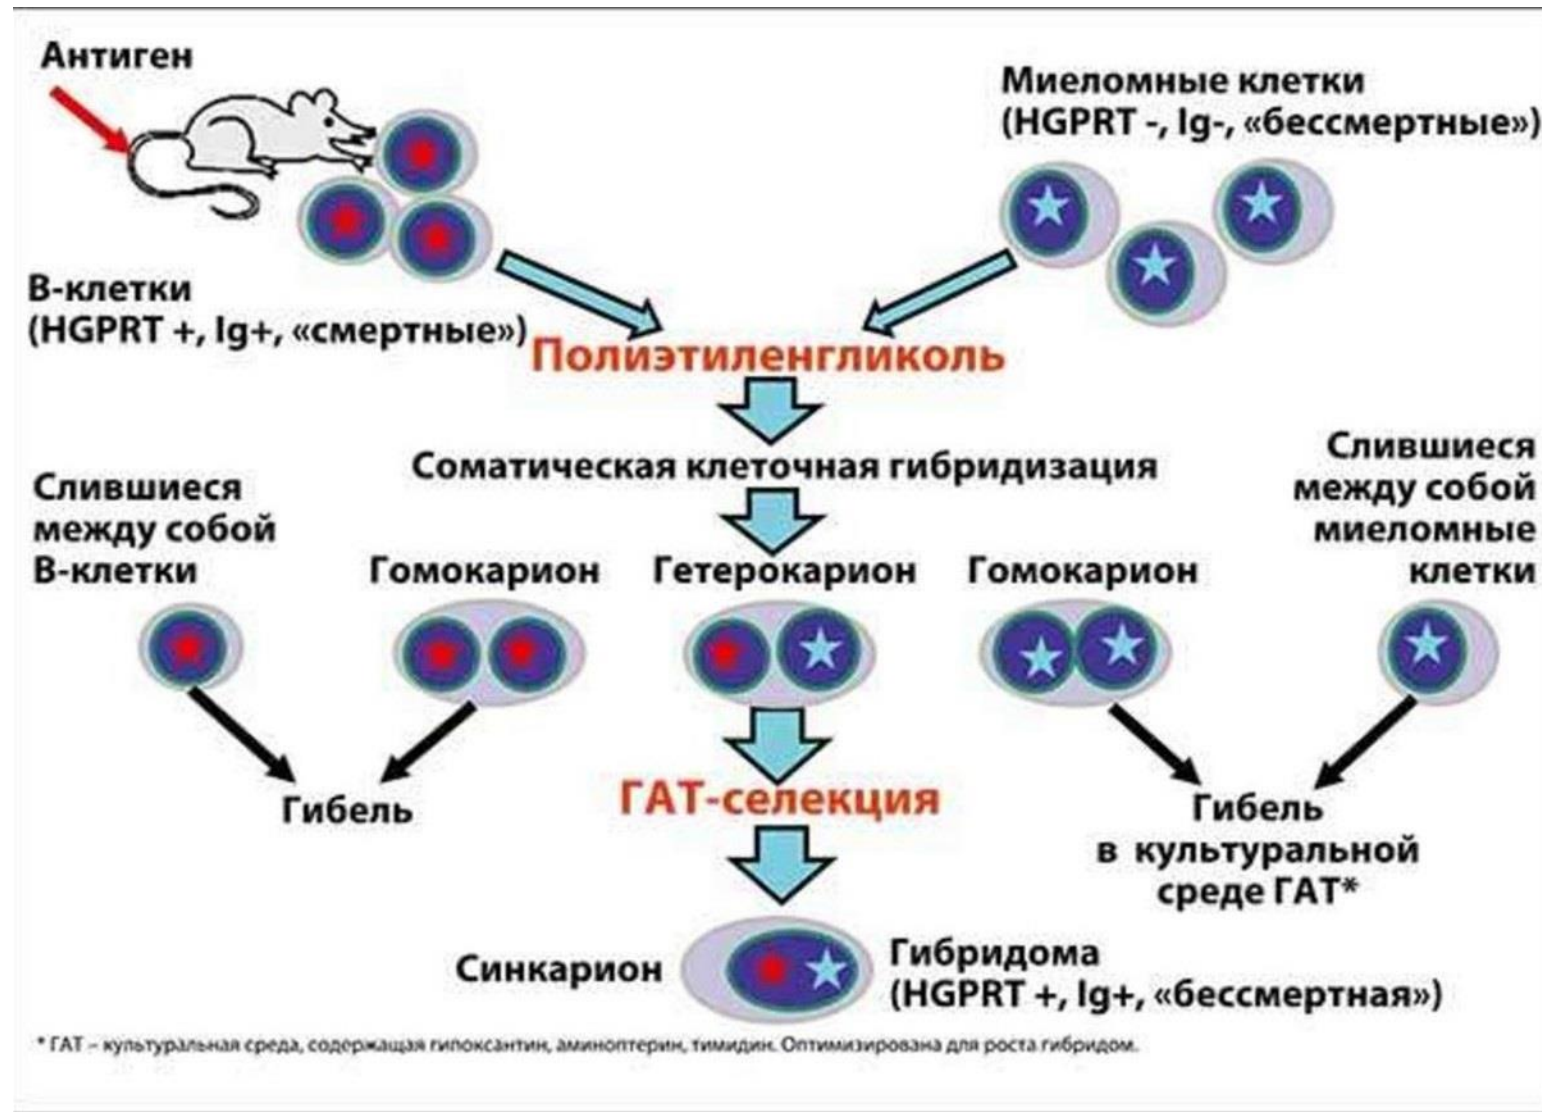 Антиген
Миеломные клетки
(HGPRT -, Ig-, «бессмертные»)
В-клетки
(HGPRT +, Ig+, «смертные»)
Полиэтиленгликоль
Соматическая клеточная гибридизация
Слившиеся
между собой
В-клетки
Гомокарион
Гетерокарион
Гомокарион
Слившиеся
между собой
миеломные
клетки
Гибель
ГАТ-селекция
Гибель
в культуральной
среде ГАТ*
Синкарион
Гибридома
(HGPRT +, Ig+, «бессмертная»)
* ГАТ – культуральная среда, содержащая гипоксантин, аминоптерин, тимидин. Оптимизирована для роста гибридом.